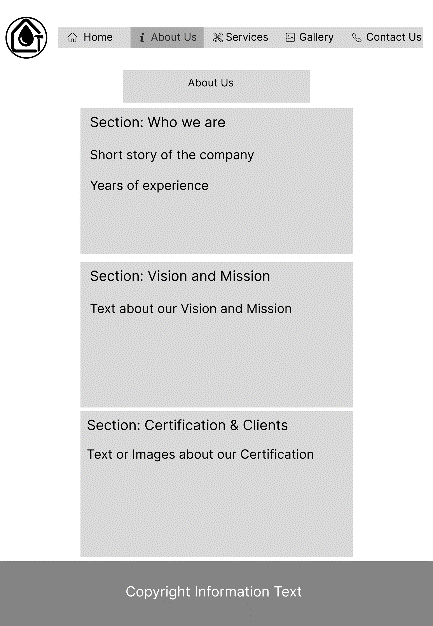 Home About Us Services Gallery Contact Us
About Us
Section: Who we are
Short story of the company
Years of experience
Section: Vision and Mission
Text about our Vision and Mission
Section: Certification & Clients
Text or Images about our Certification
Copyright Information Text